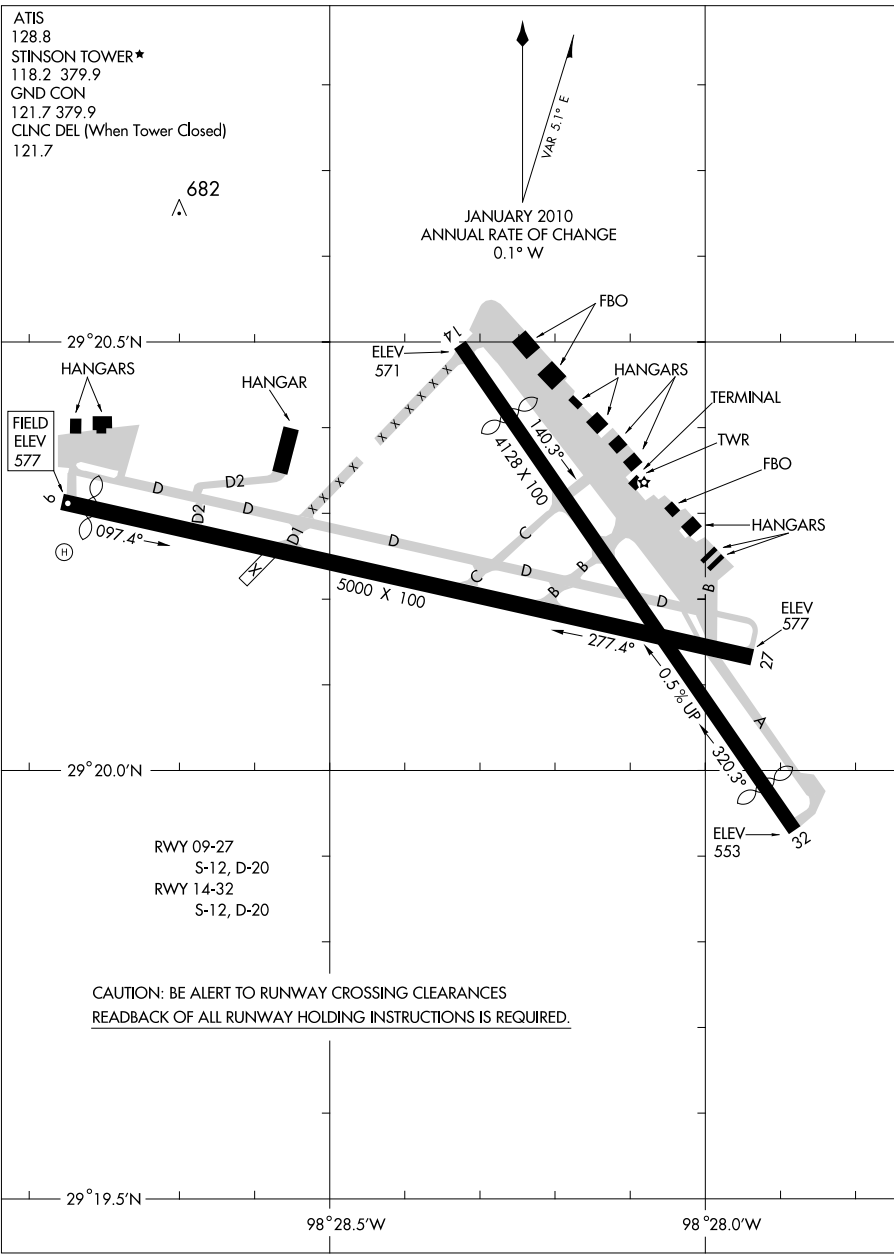 ATIS
128.8
STINSON TOWER★
118.2 379.9
GND CON
121.7 379.9
CLNC DEL (When Tower Closed)
121.7
682
VAR 5.1° E
JANUARY 2010
ANNUAL RATE OF CHANGE
0.1° W
FBO
14
29°20.5'N
ELEV
571
HANGARS
HANGAR
HANGARS
TERMINAL
TWR
FBO
HANGARS
FIELD
ELEV
577
140.3°
4128 X 100
X X X X X X X
X X X X
D
D2
D2
D
D1
D
C
C
D
B
B
D
B
9
097.4°
H
X
5000 X 100
277.4°
ELEV
577
27
0.5 % UP
A
320.3°
29°20.0'N
ELEV
553
32
RWY 09-27
S-12, D-20
RWY 14-32
S-12, D-20
CAUTION: BE ALERT TO RUNWAY CROSSING CLEARANCES
READBACK OF ALL RUNWAY HOLDING INSTRUCTIONS IS REQUIRED.
29°19.5'N
98°28.5'W
98°28.0'W